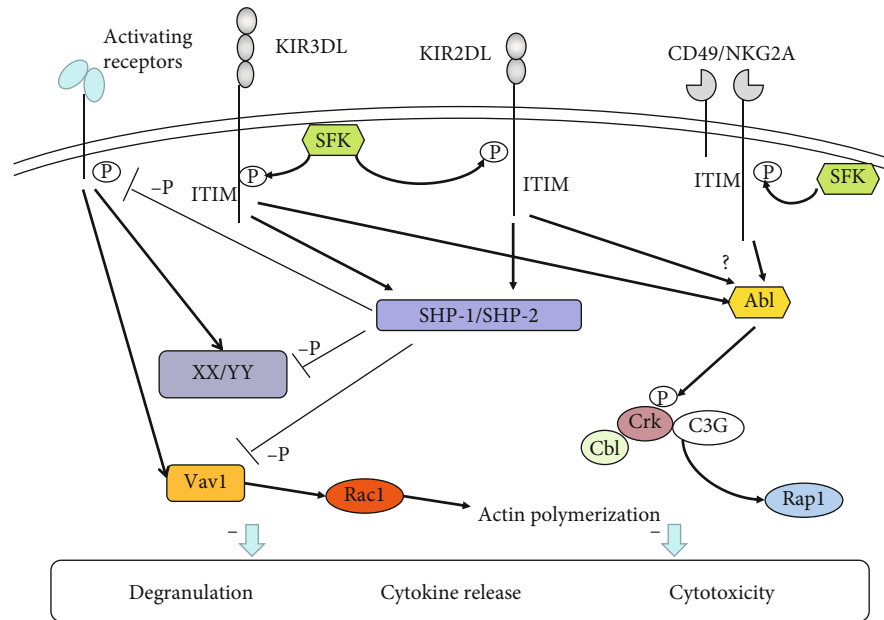 Activating
receptors
KIR3DL
KIR2DL
CD49/NKG2A
SFK
P
P
P
–P
ITIM
ITIM
ITIM
P
SFK
?
SHP-1/SHP-2
Abl
–P
XX/YY
P
Crk
C3G
Cbl
–P
Vav1
Rac1
Rap1
Actin polymerization
–
–
Degranulation
Cytokine release
Cytotoxicity